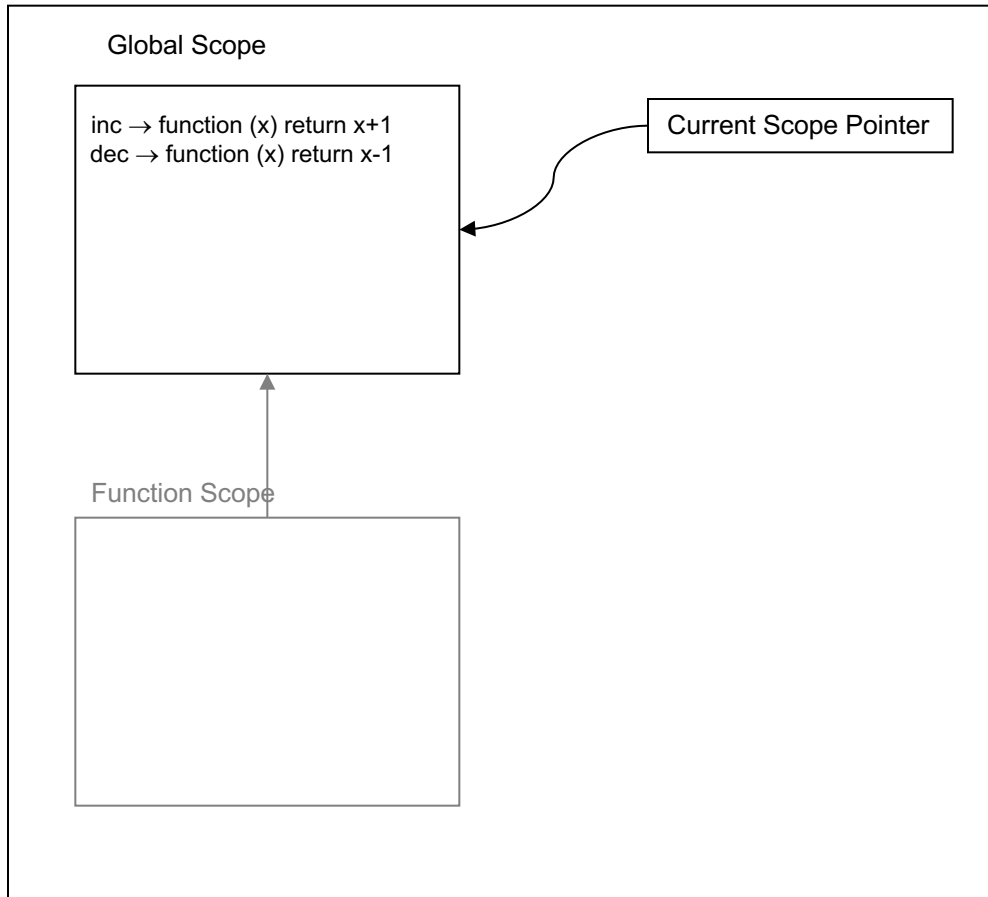 Global Scope
inc → function (x) return x+1
dec → function (x) return x-1
Current Scope Pointer
Function Scope